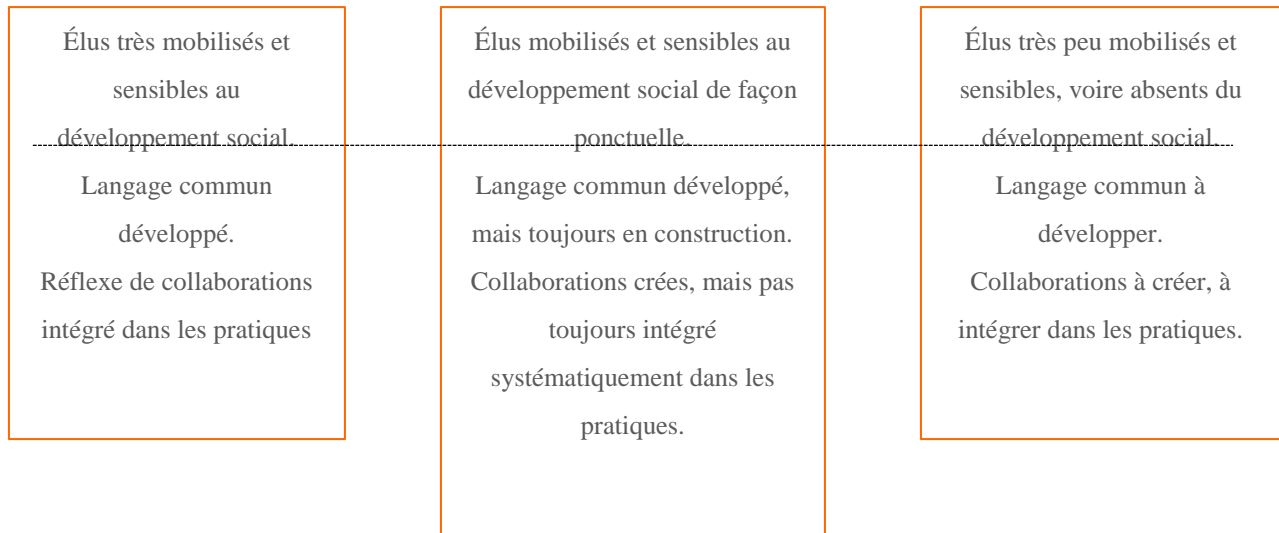 Élus très mobilisés et
sensibles au
développement social.
Langage commun
développé.
Réflexe de collaborations
intégré dans les pratiques
Élus mobilisés et sensibles au
développement social de façon
ponctuelle.
Langage commun développé,
mais toujours en construction.
Collaborations crées, mais pas
toujours intégré
systématiquement dans les
pratiques.
Élus très peu mobilisés et
sensibles, voire absents du
développement social.
Langage commun à
développer.
Collaborations à créer, à
intégrer dans les pratiques.